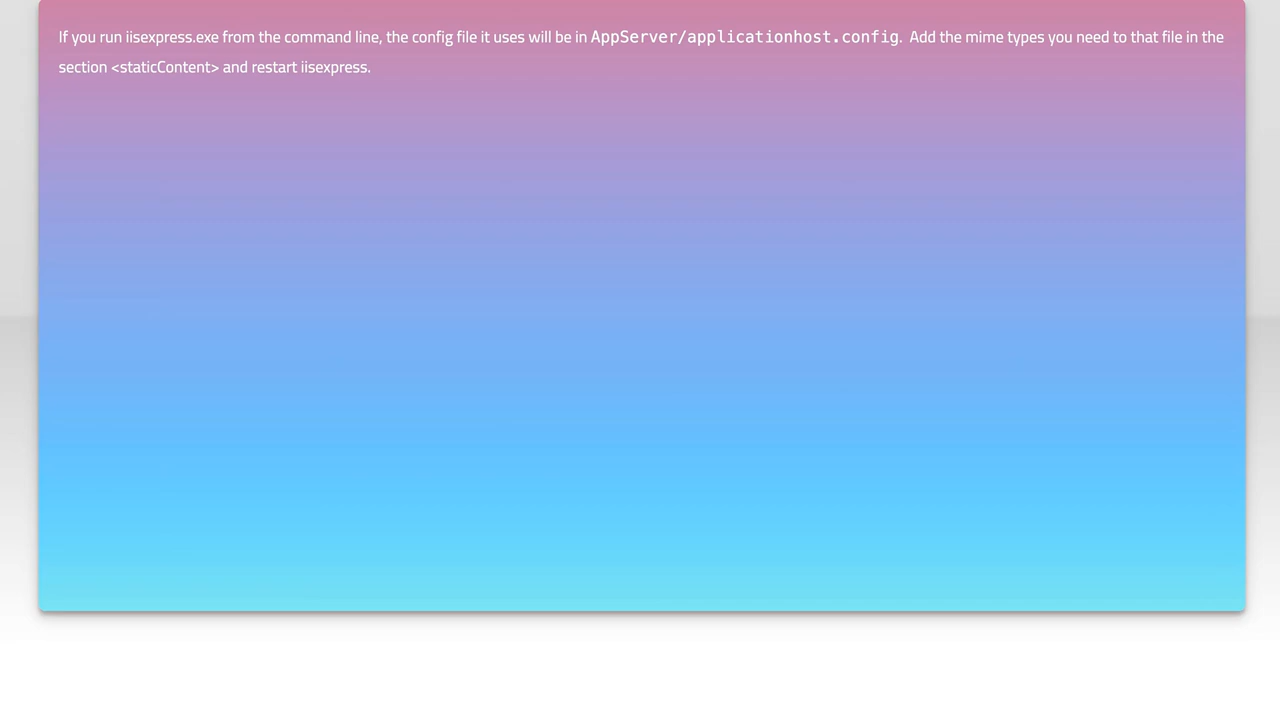 If you run iisexpress.exe from the command line, the config file it uses will be in AppServer/applicationhost.config. Add the mime types you need to that file in the
section <staticContent> and restart iisexpress.